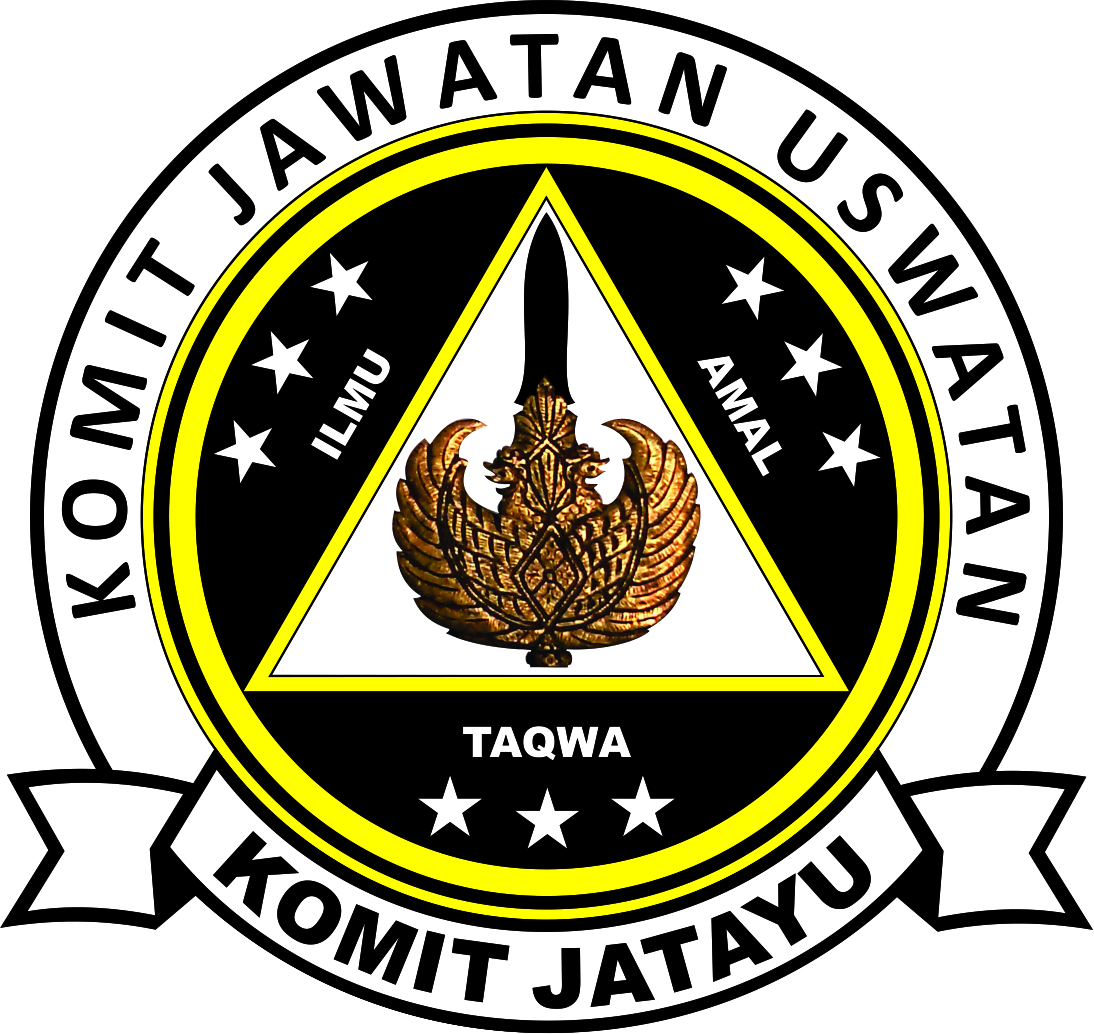 KOMIT JAWATAN USWATAN
ILMU
AMAL
TAQWA
KOMIT JATAYU